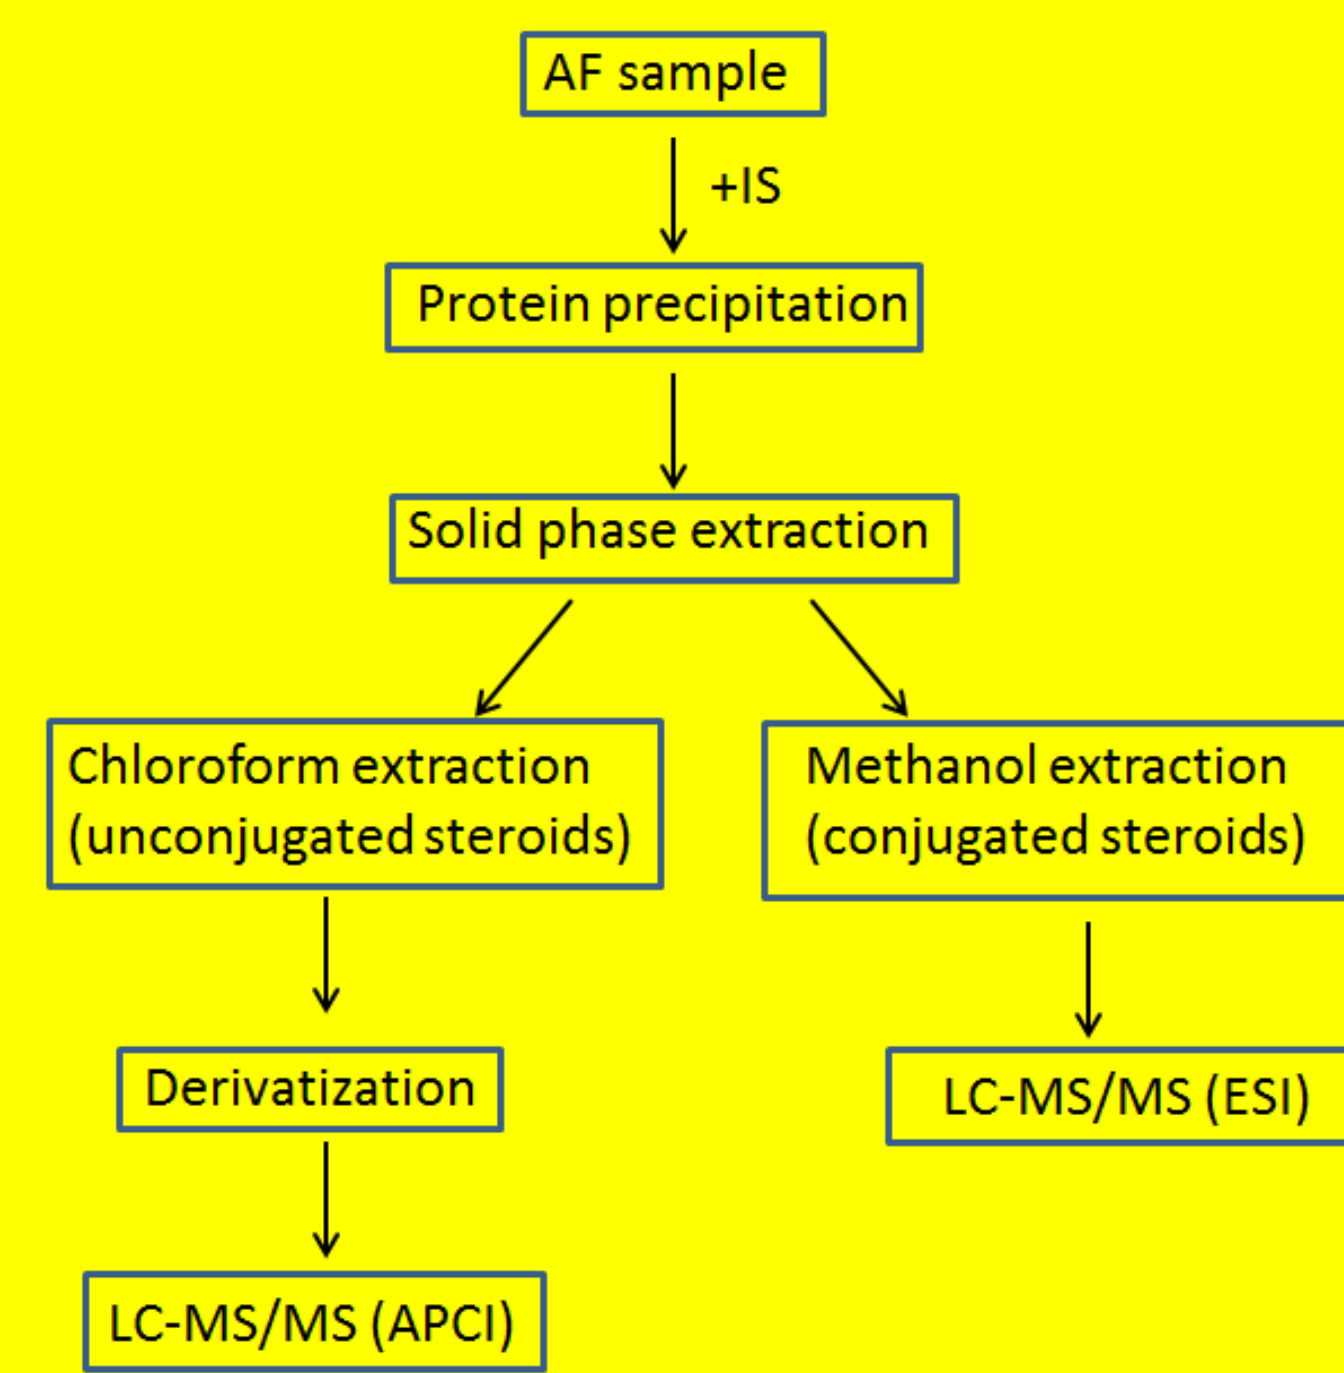 AF sample
+IS
Protein precipitation
Solid phase extraction
Chloroform extraction
(unconjugated steroids)
Methanol extraction
(conjugated steroids)
Derivatization
LC-MS/MS (ESI)
LC-MS/MS (APCI)